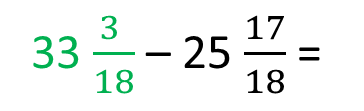 33 3/18 – 25 17/18 =